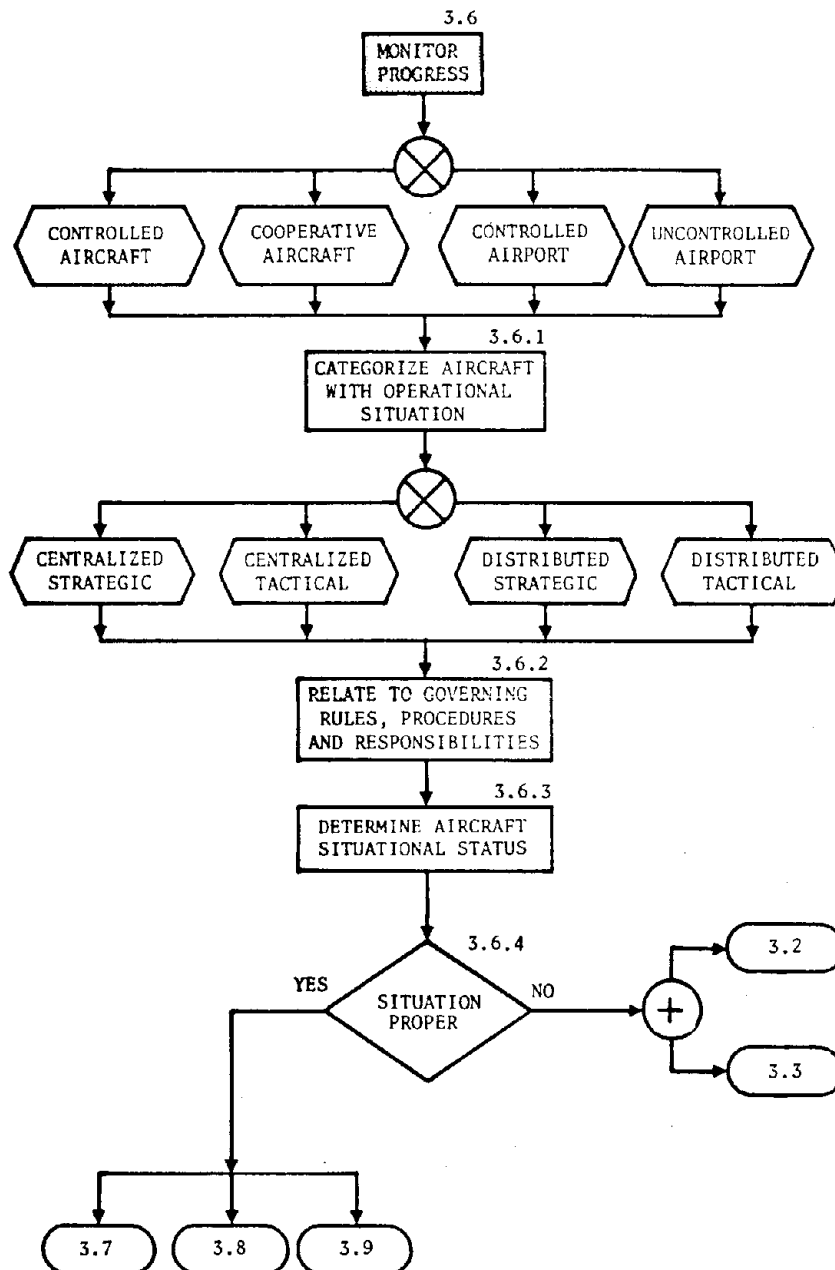 3.6
MONITOR
PROGRESS
CONTROLLED
AIRCRAFT
COOPERATIVE
AIRCRAFT
CONTROLLED
AIRPORT
UNCONTROLLED
AIRPORT
3.6.1
CATEGORIZE AIRCRAFT
WITH OPERATIONAL
SITUATION
CENTRALIZED
STRATEGIC
CENTRALIZED
TACTICAL
DISTRIBUTED
STRATEGIC
DISTRIBUTED
TACTICAL
3.6.2
RELATE TO GOVERNING
RULES, PROCEDURES
AND RESPONSIBILITIES
3.6.3
DETERMINE AIRCRAFT
SITUATIONAL STATUS
3.6.4
YES
SITUATION
PROPER
NO
+
3.2
3.3
3.7
3.8
3.9